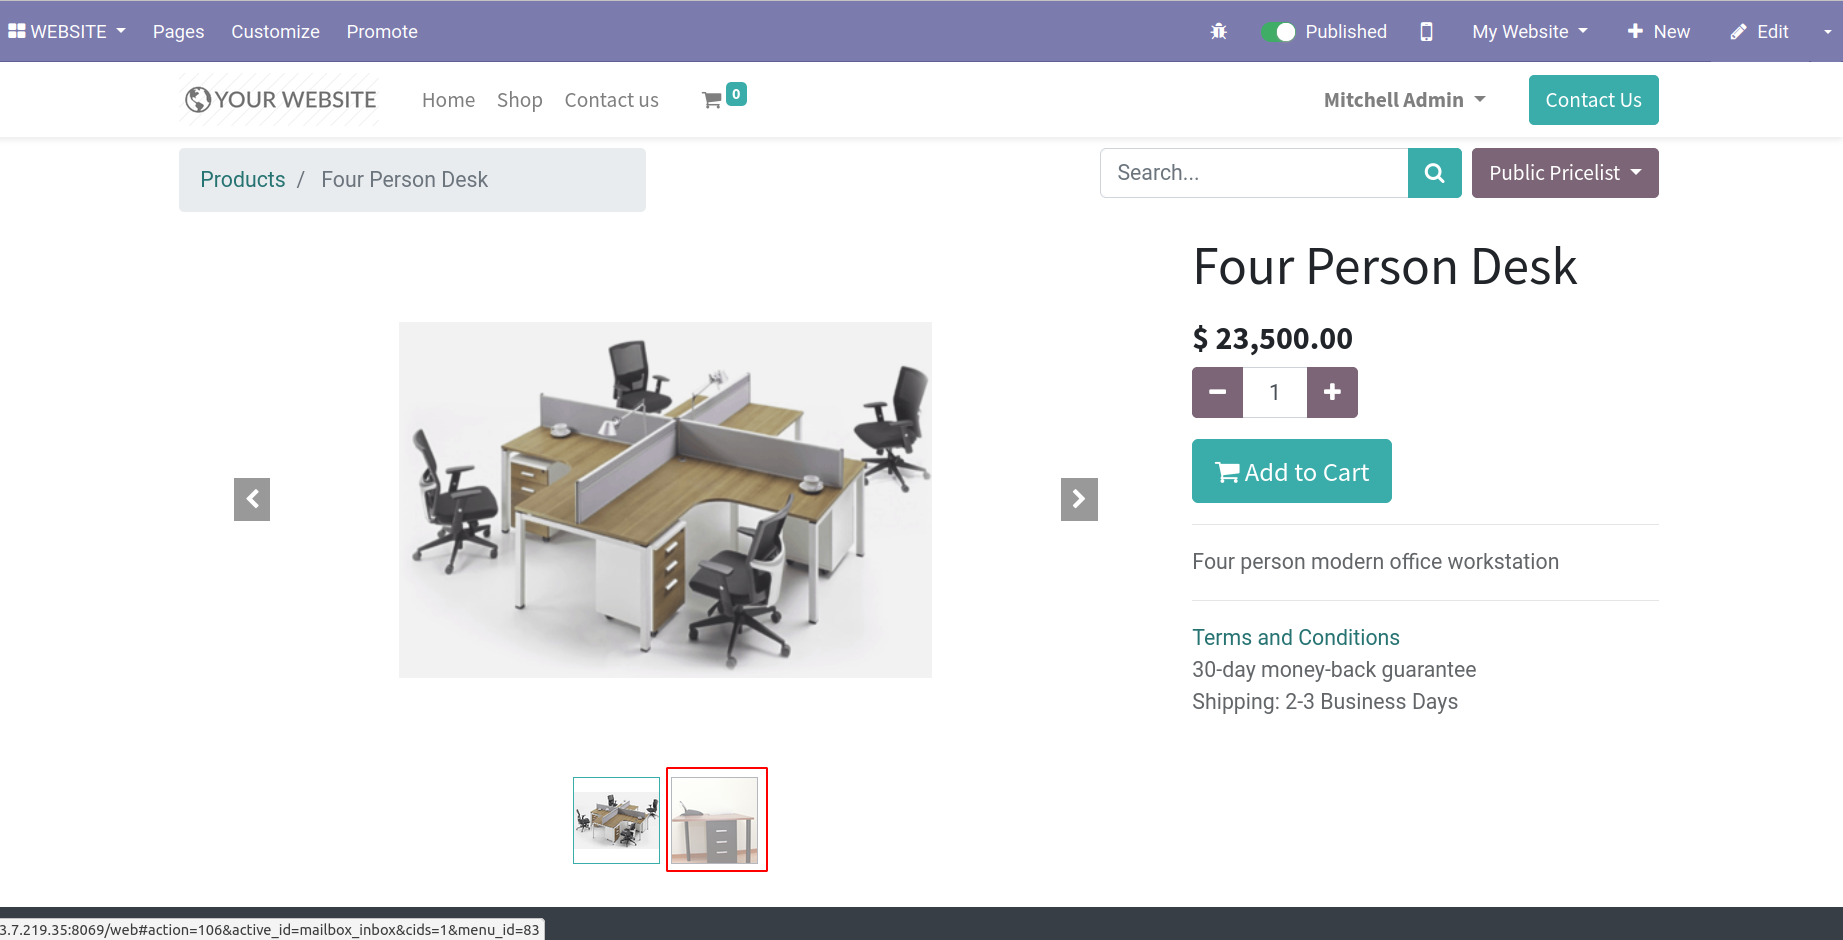 WEBSITE Pages Customize Promote Published My Website New Edit
YOUR WEBSITE Home Shop Contact us 0 Mitchell Admin Contact Us
Products / Four Person Desk Search... Public Pricelist
Four Person Desk
$ 23,500.00
1
Add to Cart
Four person modern office workstation
Terms and Conditions
30-day money-back guarantee
Shipping: 2-3 Business Days
3.7.219.35:8069/web#action=106&active_id=mailbox_inbox&cids=1&menu_id=83